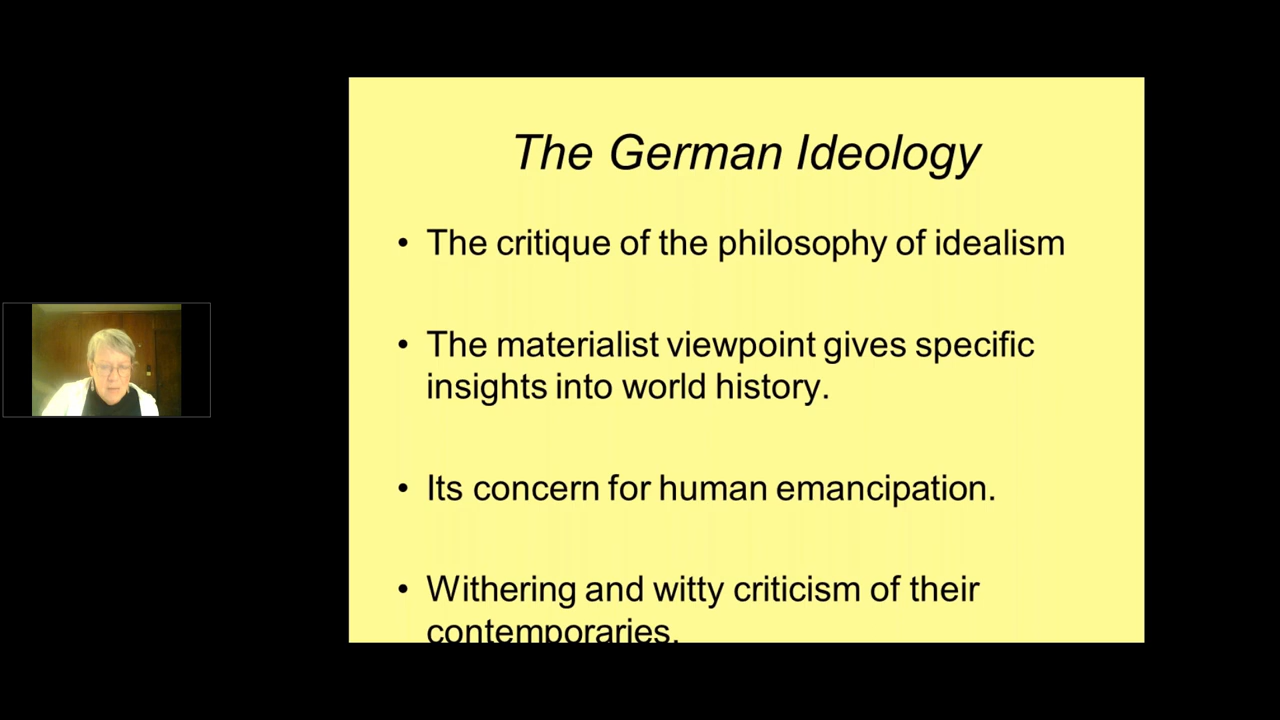 The German Ideology
• The critique of the philosophy of idealism
• The materialist viewpoint gives specific
insights into world history.
• Its concern for human emancipation.
• Withering and witty criticism of their
contemporaries.